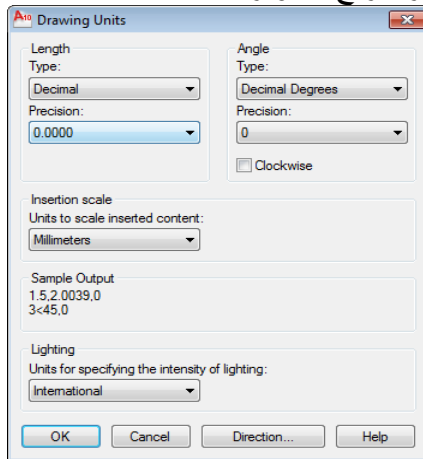 A10 Drawing Units
Length
Type:
Decimal
Precision:
0.0000
Angle
Type:
Decimal Degrees
Precision:
0
Clockwise
Insertion scale
Units to scale inserted content:
Millimeters
Sample Output
1.5,2.0039,0
3<45,0
Lighting
Units for specifying the intensity of lighting:
International
OK Cancel Direction... Help